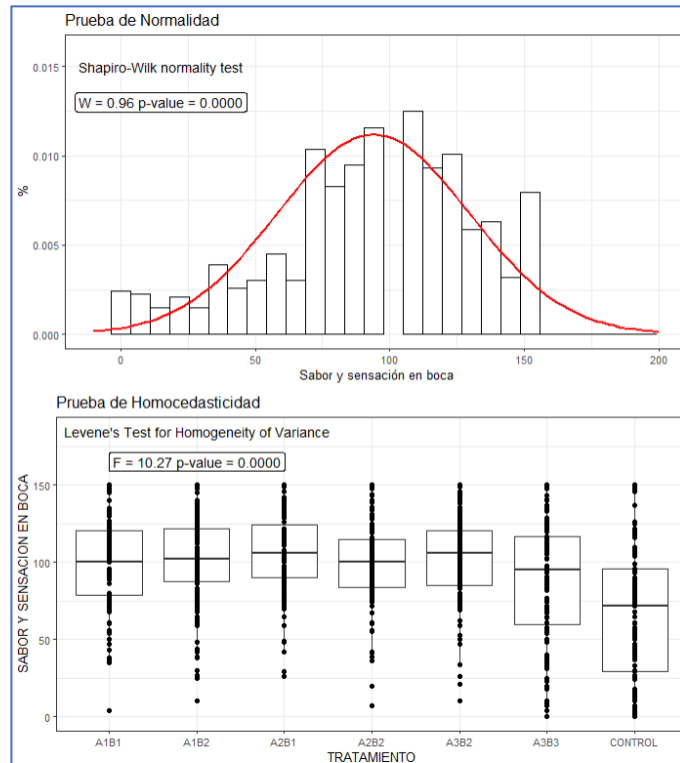 Prueba de Normalidad
Shapiro-Wilk normality test
W = 0.96 p-value = 0.0000
0.015
0.010
0.005
0.000
%
0 50 100 150 200
Sabor y sensación en boca
Prueba de Homocedasticidad
Levene's Test for Homogeneity of Variance
F = 10.27 p-value = 0.0000
150
100
50
0
SABOR Y SENSACION EN BOCA
A1B1 A1B2 A2B1 A2B2 A3B2 A3B3 CONTROL
TRATAMIENTO